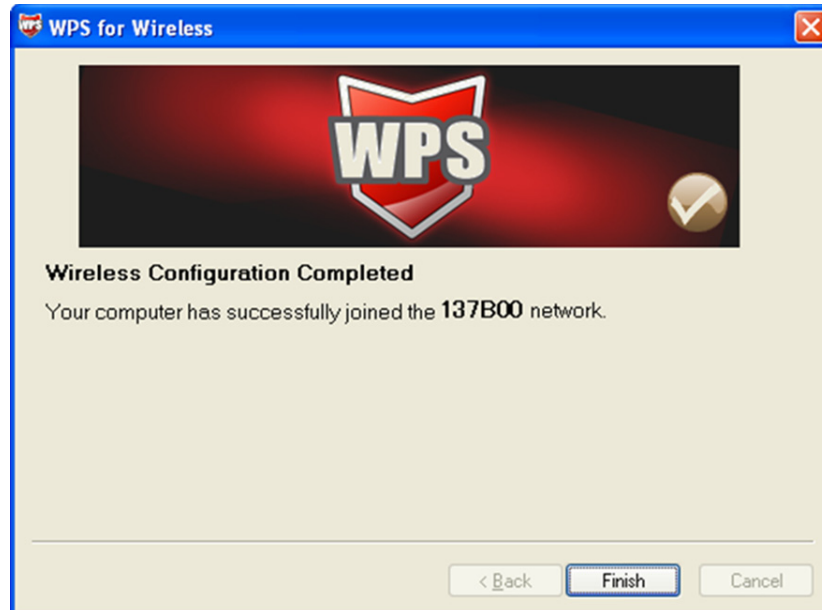 WPS for Wireless
WPS
Wireless Configuration Completed
Your computer has successfully joined the 137B00 network.
< Back
Finish
Cancel